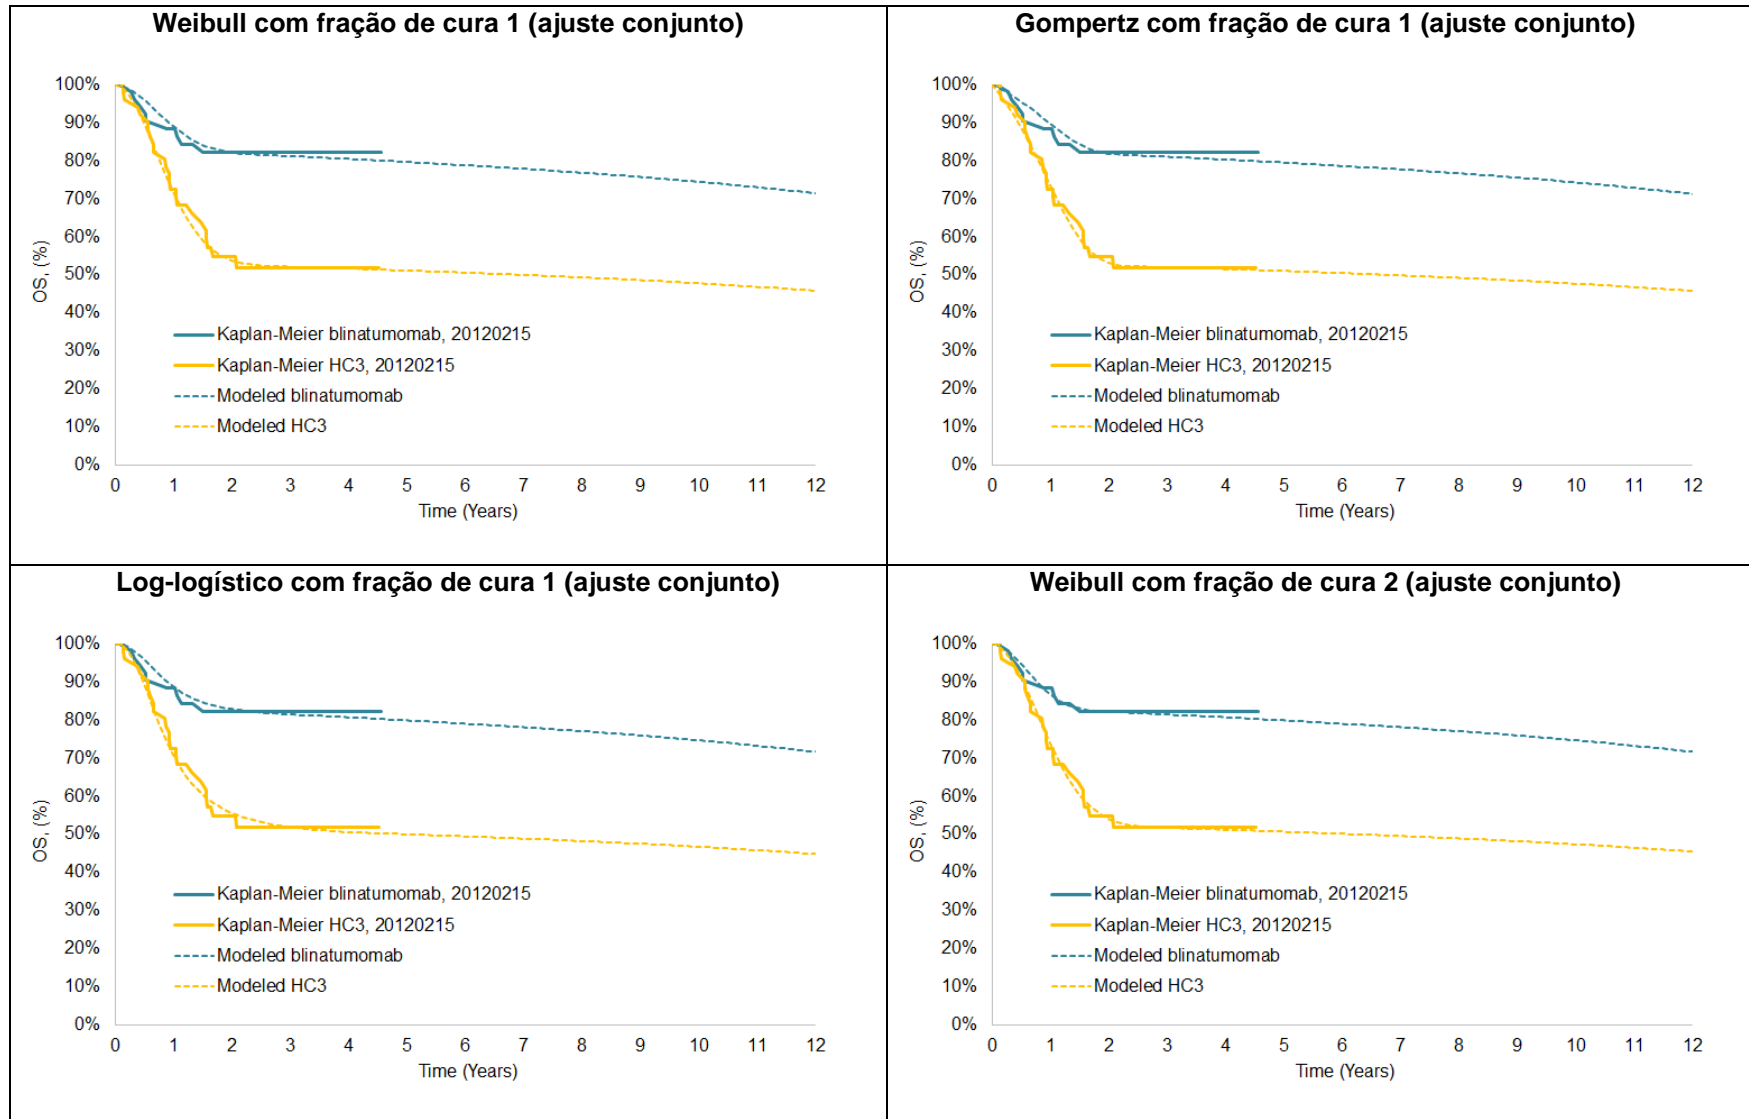 Weibull com fração de cura 1 (ajuste conjunto)
100%
90%
80%
70%
60%
50%
40%
30%
20%
10%
0%
OS, (%)
Kaplan-Meier blinatumomab, 20120215
Kaplan-Meier HC3, 20120215
Modeled blinatumomab
Modeled HC3
0 1 2 3 4 5 6 7 8 9 10 11 12
Time (Years)
Gompertz com fração de cura 1 (ajuste conjunto)
100%
90%
80%
70%
60%
50%
40%
30%
20%
10%
0%
OS, (%)
Kaplan-Meier blinatumomab, 20120215
Kaplan-Meier HC3, 20120215
Modeled blinatumomab
Modeled HC3
0 1 2 3 4 5 6 7 8 9 10 11 12
Time (Years)
Log-logístico com fração de cura 1 (ajuste conjunto)
100%
90%
80%
70%
60%
50%
40%
30%
20%
10%
0%
OS, (%)
Kaplan-Meier blinatumomab, 20120215
Kaplan-Meier HC3, 20120215
Modeled blinatumomab
Modeled HC3
0 1 2 3 4 5 6 7 8 9 10 11 12
Time (Years)
Weibull com fração de cura 2 (ajuste conjunto)
100%
90%
80%
70%
60%
50%
40%
30%
20%
10%
0%
OS, (%)
Kaplan-Meier blinatumomab, 20120215
Kaplan-Meier HC3, 20120215
Modeled blinatumomab
Modeled HC3
0 1 2 3 4 5 6 7 8 9 10 11 12
Time (Years)